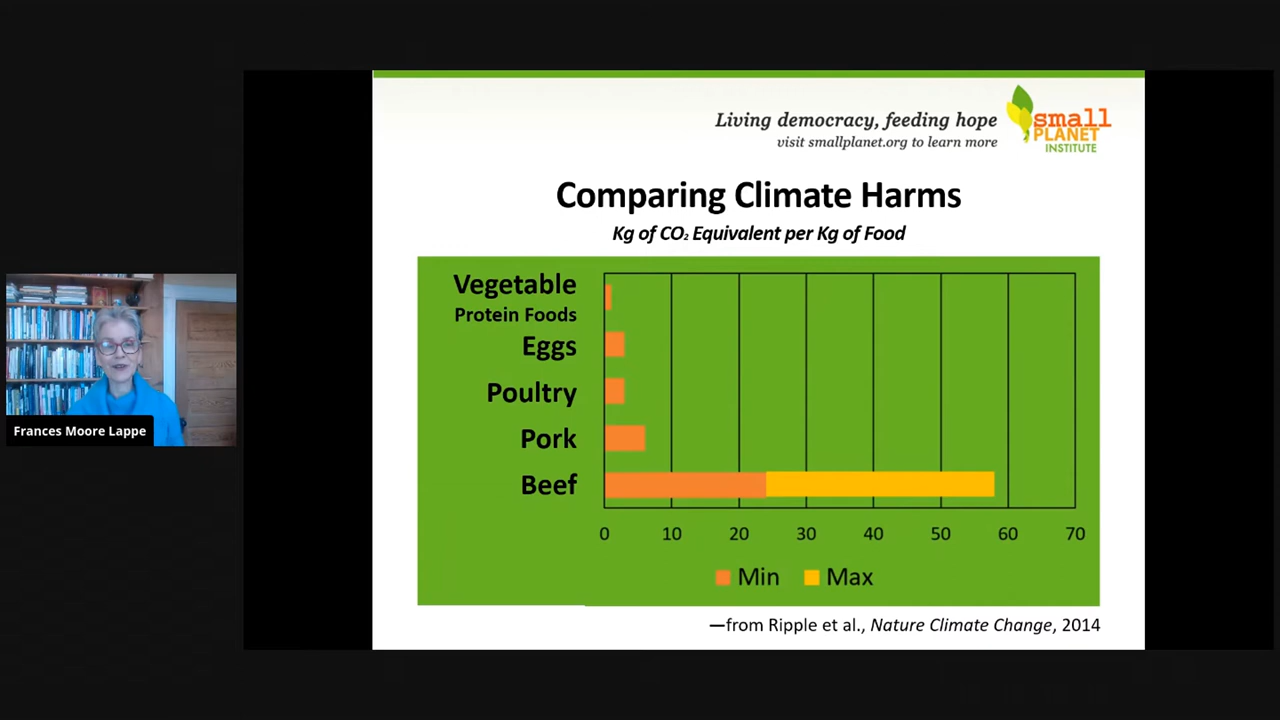 Living democracy, feeding hope
visit smallplanet.org to learn more
small
PLANET
INSTITUTE
Comparing Climate Harms
Kg of CO₂ Equivalent per Kg of Food
Vegetable
Protein Foods
Eggs
Poultry
Pork
Beef
0 10 20 30 40 50 60 70
Min Max
—from Ripple et al., Nature Climate Change, 2014
Frances Moore Lappe